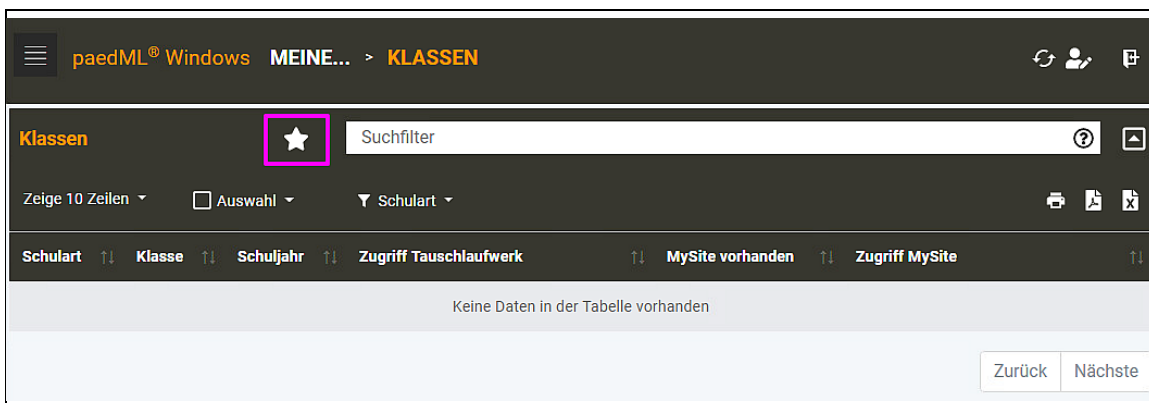 paedML® Windows MEINE... > KLASSEN
Klassen Suchfilter
Zeige 10 Zeilen Auswahl Schulart
Schulart Klasse Schuljahr Zugriff Tauschlaufwerk MySite vorhanden Zugriff MySite
Keine Daten in der Tabelle vorhanden
Zurück Nächste